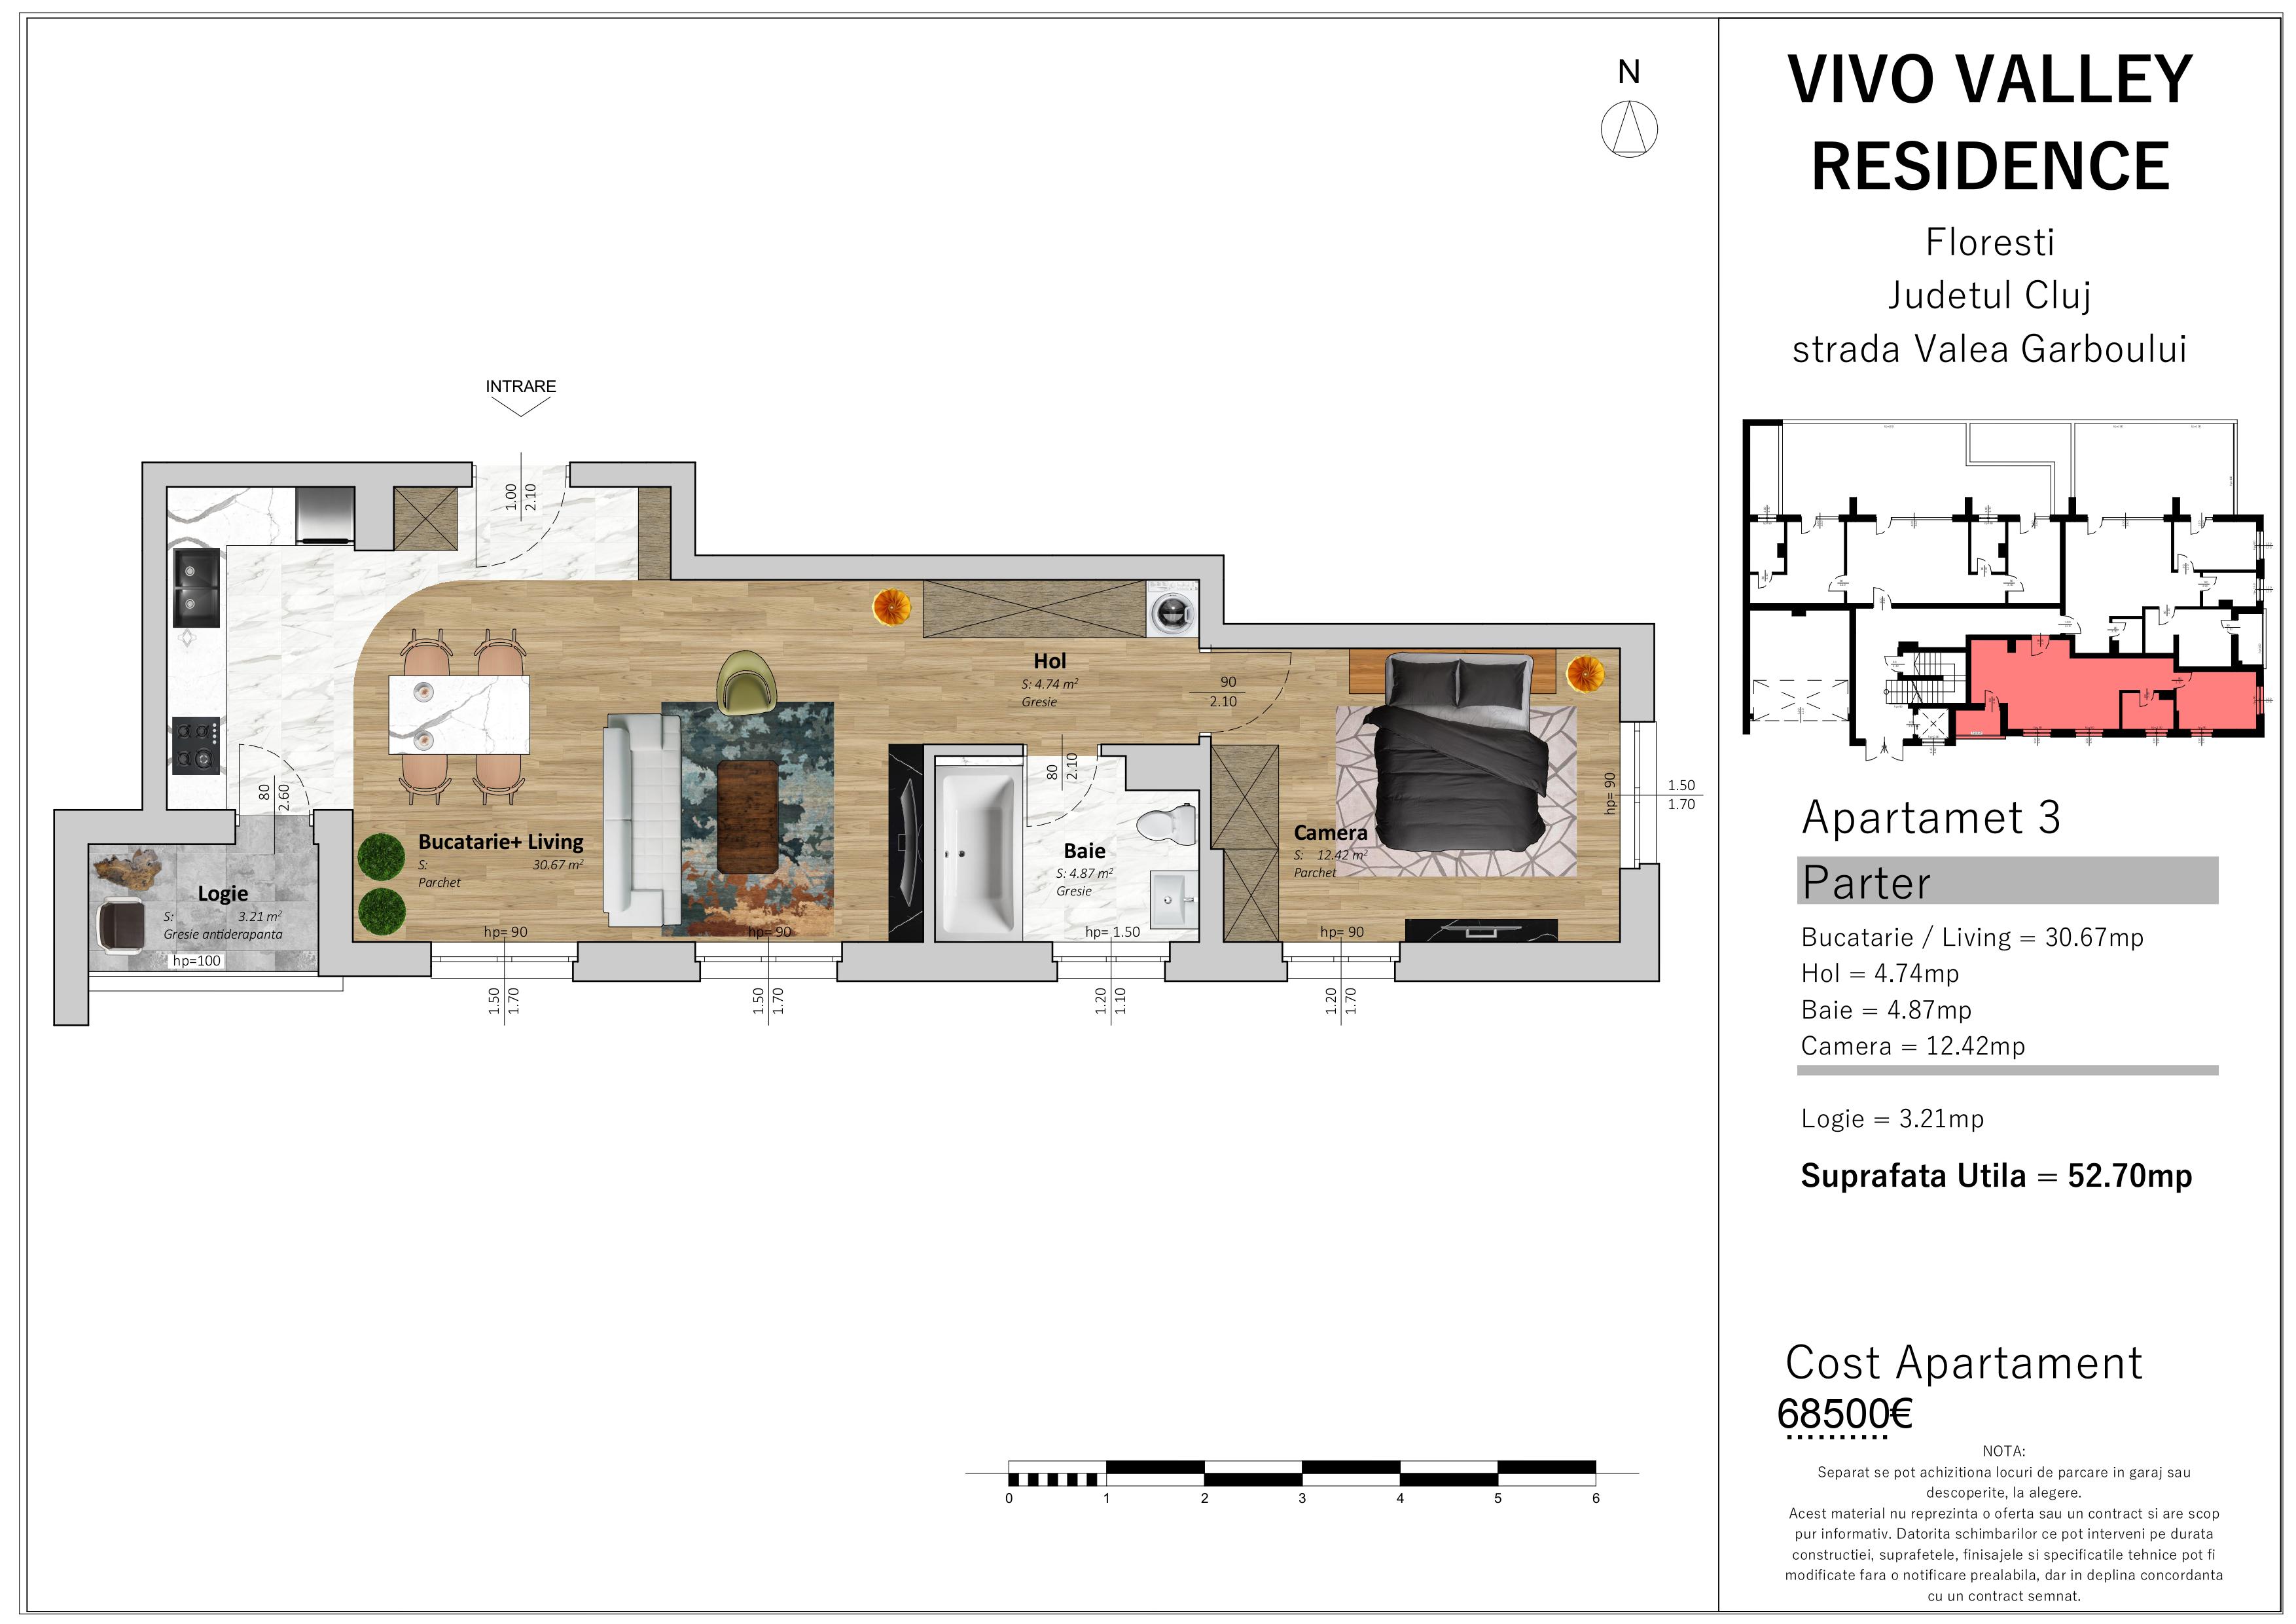 N
INTRARE
1.00
2.10
Hol
S: 4.74 m²
Gresie
90
2.10
80
2.10
80
2.60
hp= 90
1.50
1.70
Bucatarie+ Living
S: 30.67 m²
Parchet
Baie
S: 4.87 m²
Gresie
Camera
S: 12.42 m²
Parchet
Logie
S: 3.21 m²
Gresie antiderapanta
hp=100
hp= 90
hp= 90
hp= 1.50
hp= 90
1.50
1.70
1.50
1.70
1.20
1.10
1.20
1.70
0 1 2 3 4 5 6
VIVO VALLEY
RESIDENCE
Floresti
Judetul Cluj
strada Valea Garboului
Apartamet 3
Parter
Bucatarie / Living = 30.67mp
Hol = 4.74mp
Baie = 4.87mp
Camera = 12.42mp
Logie = 3.21mp
Suprafata Utila = 52.70mp
Cost Apartament
68500€
NOTA:
Separat se pot achizitiona locuri de parcare in garaj sau
descoperite, la alegere.
Acest material nu reprezinta o oferta sau un contract si are scop
pur informativ. Datorita schimbarilor ce pot interveni pe durata
constructiei, suprafetele, finisajele si specificatiile tehnice pot fi
modificate fara o notificare prealabila, dar in deplina concordanta
cu un contract semnat.